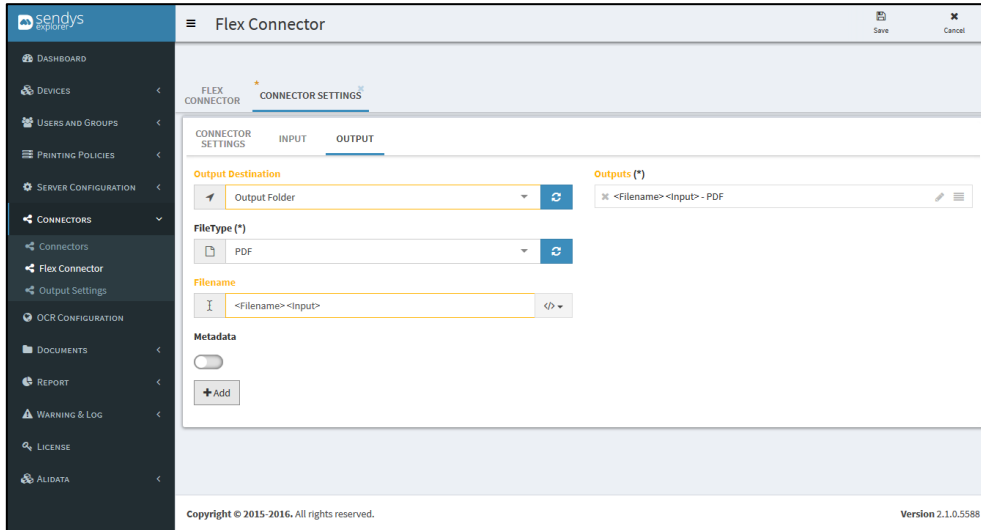 sendys
explorer
Flex Connector
Save
Cancel
DASHBOARD
DEVICES
USERS AND GROUPS
PRINTING POLICIES
SERVER CONFIGURATION
CONNECTORS
Connectors
Flex Connector
Output Settings
OCR CONFIGURATION
DOCUMENTS
REPORT
WARNING & LOG
LICENSE
ALIDATA
FLEX
CONNECTOR
* CONNECTOR SETTINGS
CONNECTOR
SETTINGS
INPUT
OUTPUT
Output Destination
Output Folder
FileType (*)
PDF
Filename
<Filename><Input>
</>
Metadata
+Add
Outputs (*)
<Filename><Input> - PDF
Copyright © 2015-2016. All rights reserved.
Version 2.1.0.5588